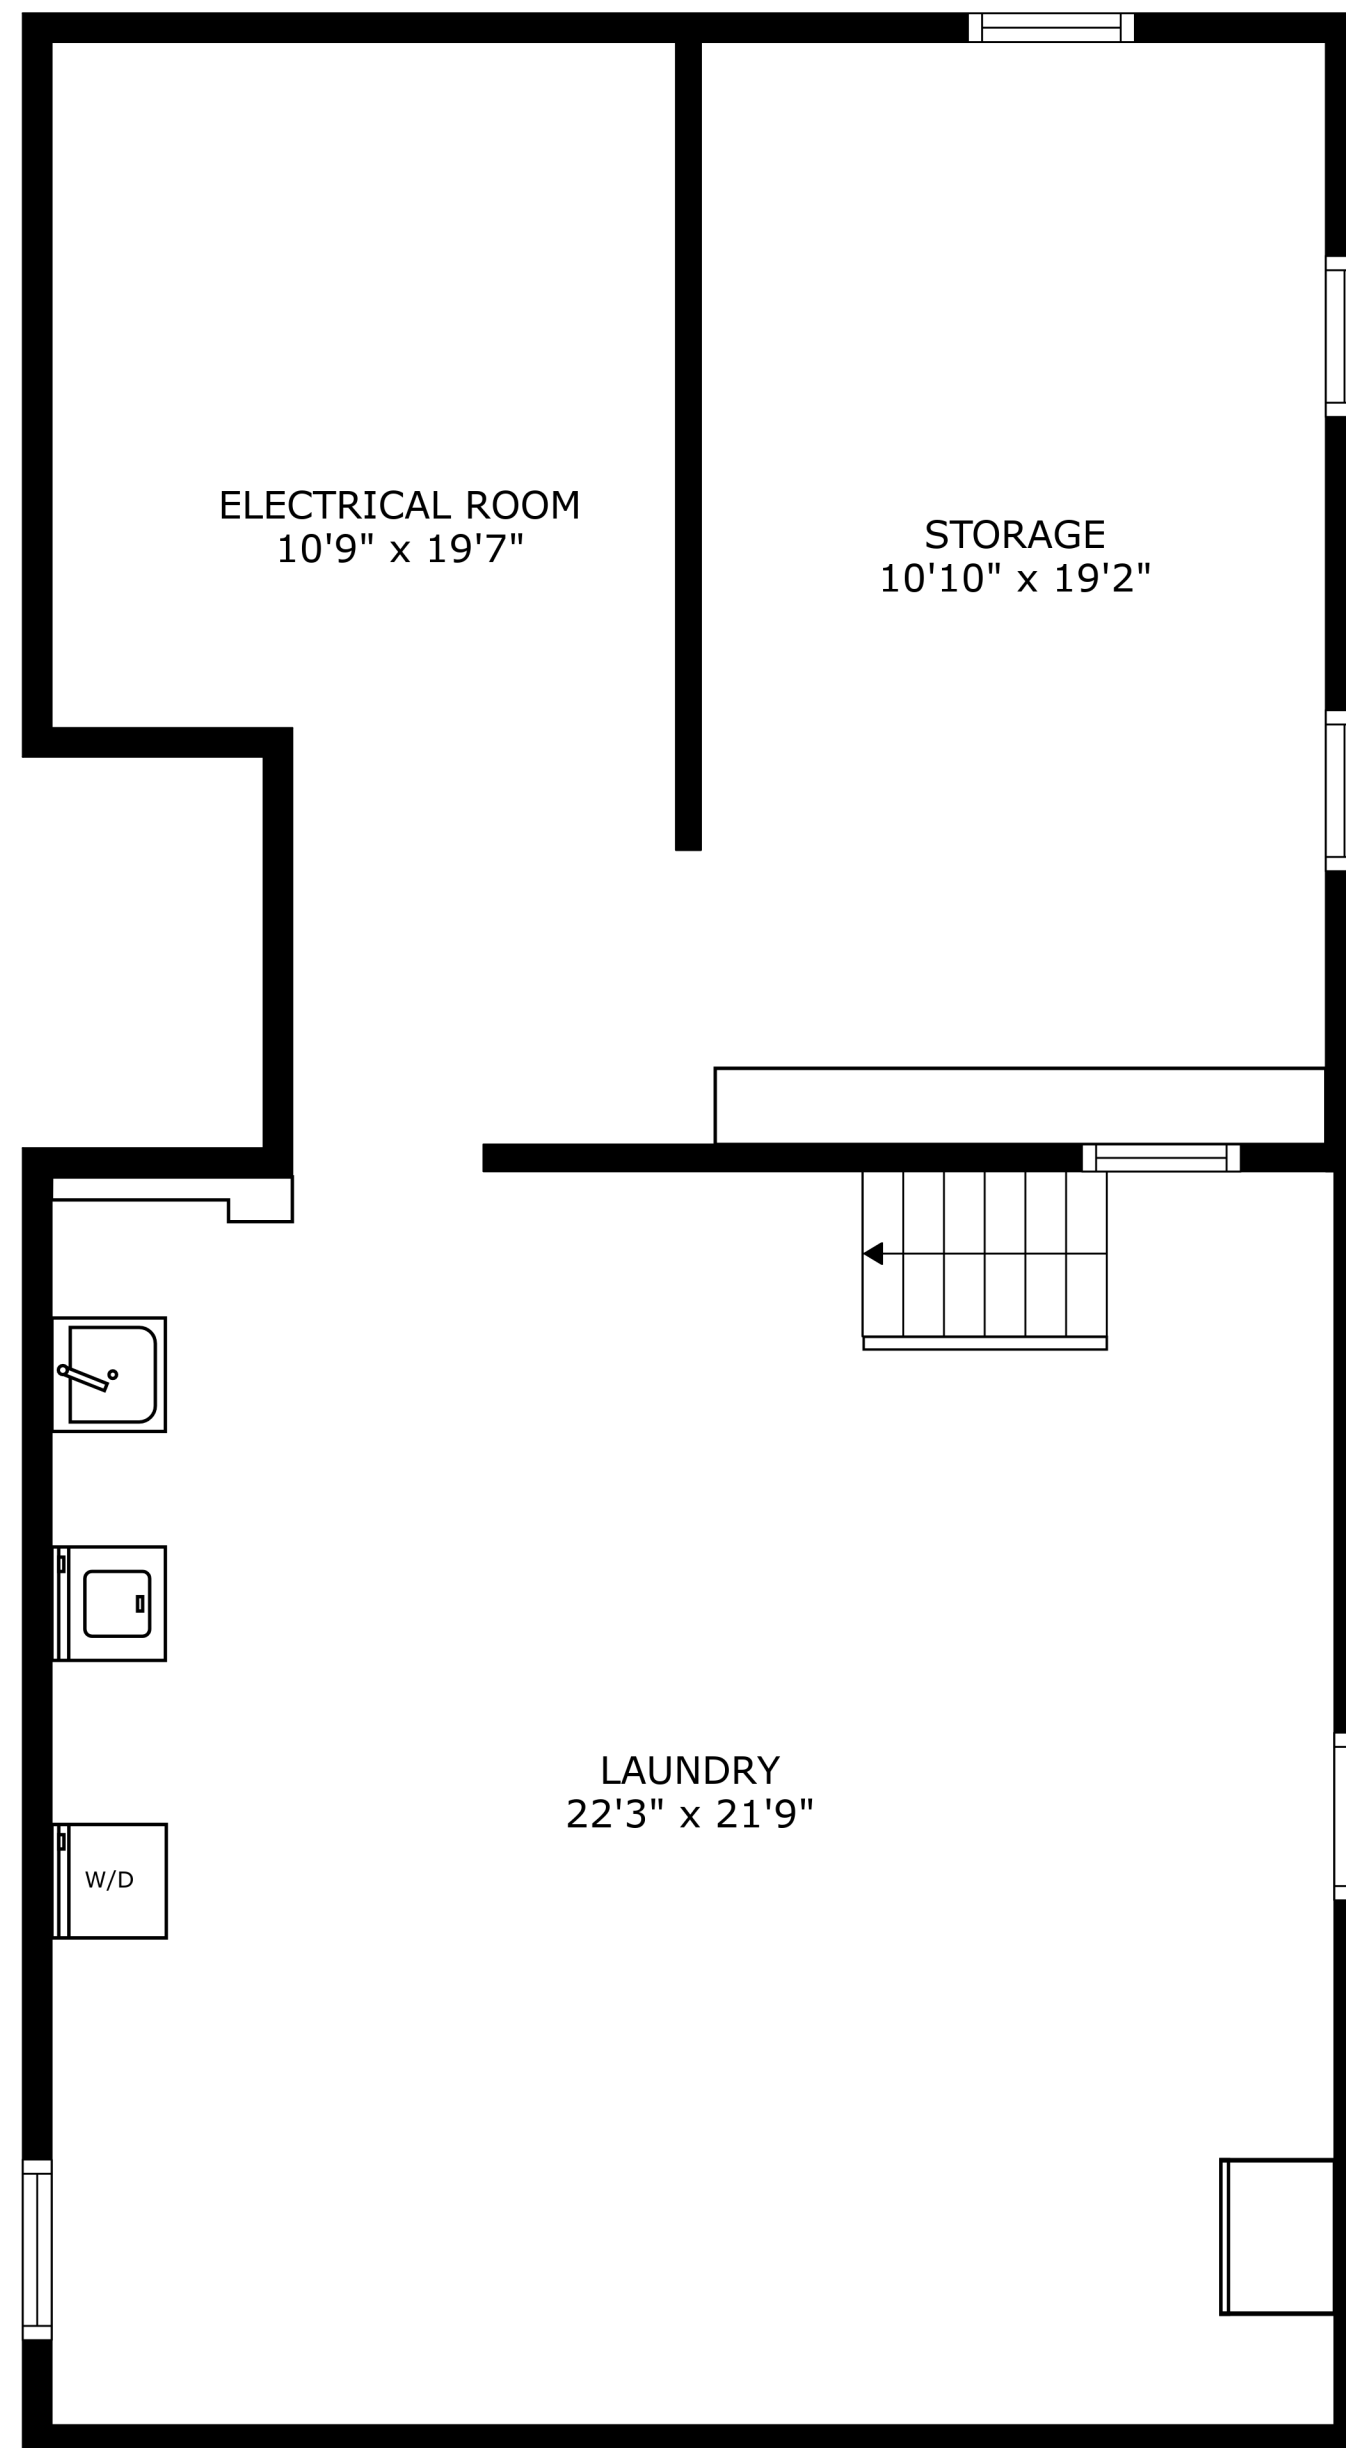 ELECTRICAL ROOM
10'9" x 19'7"
STORAGE
10'10" x 19'2"
LAUNDRY
22'3" x 21'9"
W/D